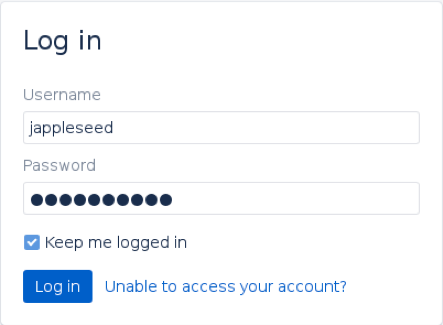 Log in
Username
jappleseed
Password
●●●●●●●●●●
Keep me logged in
Log in Unable to access your account?